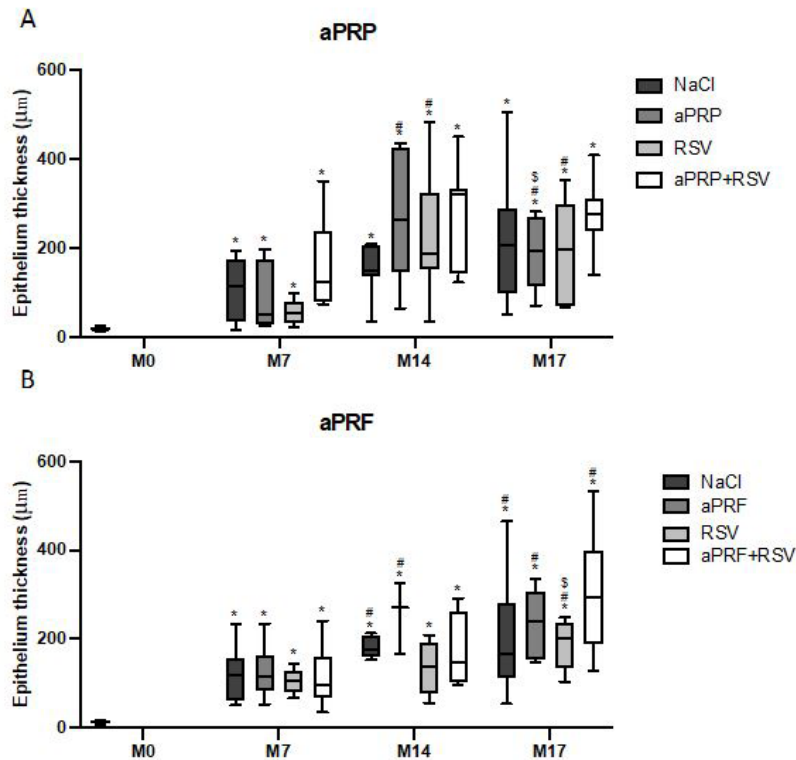 A
aPRP
Epithelium thickness (μm)
600
400
200
0
M0
M7
M14
M17
* * * *
* #* #* *
* $#* #* *
NaCl
aPRP
RSV
aPRP+RSV
B
aPRF
Epithelium thickness (μm)
600
400
200
0
M0
M7
M14
M17
* * * *
#* #* * *
#* #* $#* #*
NaCl
aPRF
RSV
aPRF+RSV